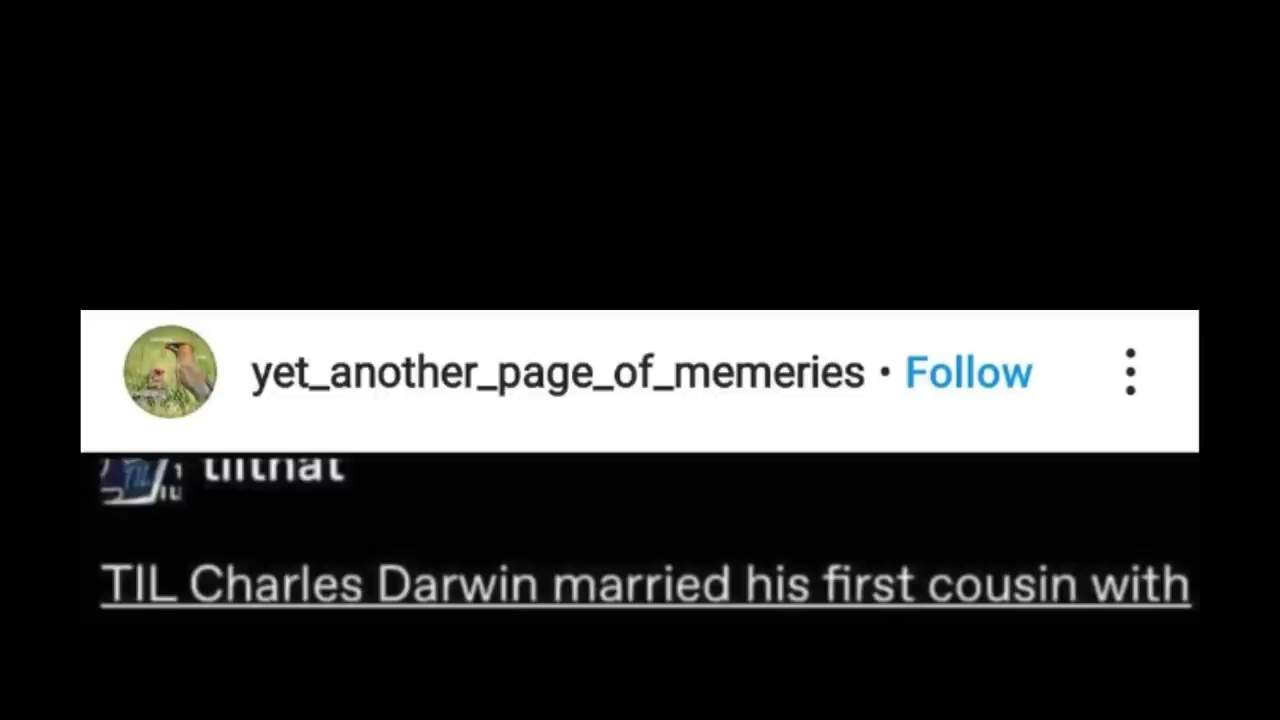 yet_another_page_of_memeries • Follow
tilthat
TIL Charles Darwin married his first cousin with